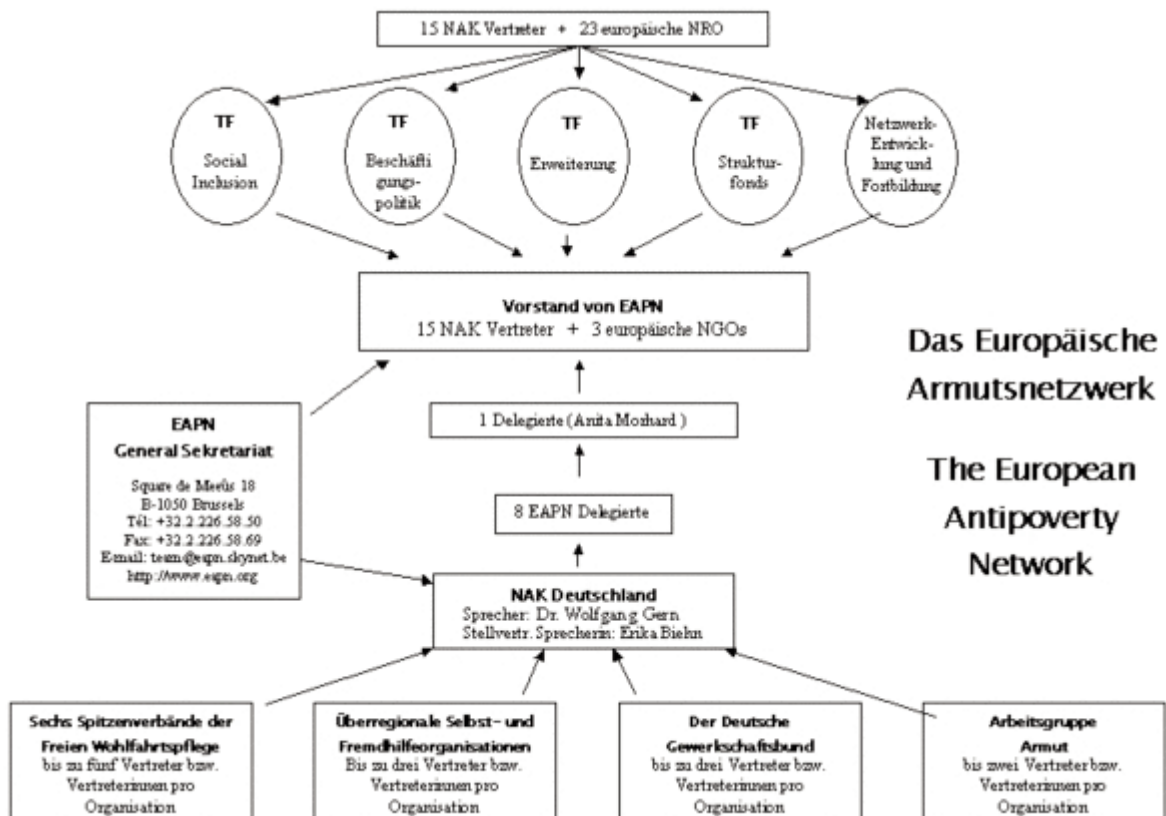 15 NAK Vertreter + 23 europäische NRO
TF
Social
Inclusion
TF
Beschäfti
gungs-
politik
TF
Erweiterung
TF
Struktur-
fonds
Netzwerk-
Entwick-
lung und
Fortbildung
Vorstand von EAPN
15 NAK Vertreter + 3 europäische NGOs
Das Europäische
Armutsnetzwerk
The European
Antipoverty
Network
EAPN
General Sekretariat
Square de Meeûs 18
B-1050 Brussels
Tél: +32.2.226.58.50
Fax: +32.2.226.58.69
E-mail: team@eapn.skynet.be
http://www.eapn.org
1 Delegierte (Anita Morhard )
8 EAPN Delegierte
NAK Deutschland
Sprecher: Dr. Wolfgang Gern
Stellvertr. Sprecherin: Erika Biehn
Sechs Spitzenverbände der
Freien Wohlfahrtspflege
bis zu fünf Vertreter bzw.
Vertreterinnen pro
Organisation
Überregionale Selbst- und
Fremdhilfeorganisationen
Bis zu drei Vertreter bzw.
Vertreterinnen pro
Organisation
Der Deutsche
Gewerkschaftsbund
bis zu drei Vertreter bzw.
Vertreterinnen pro
Organisation
Arbeitsgruppe
Armut
bis zwei Vertreter bzw.
Vertreterinnen pro
Organisation